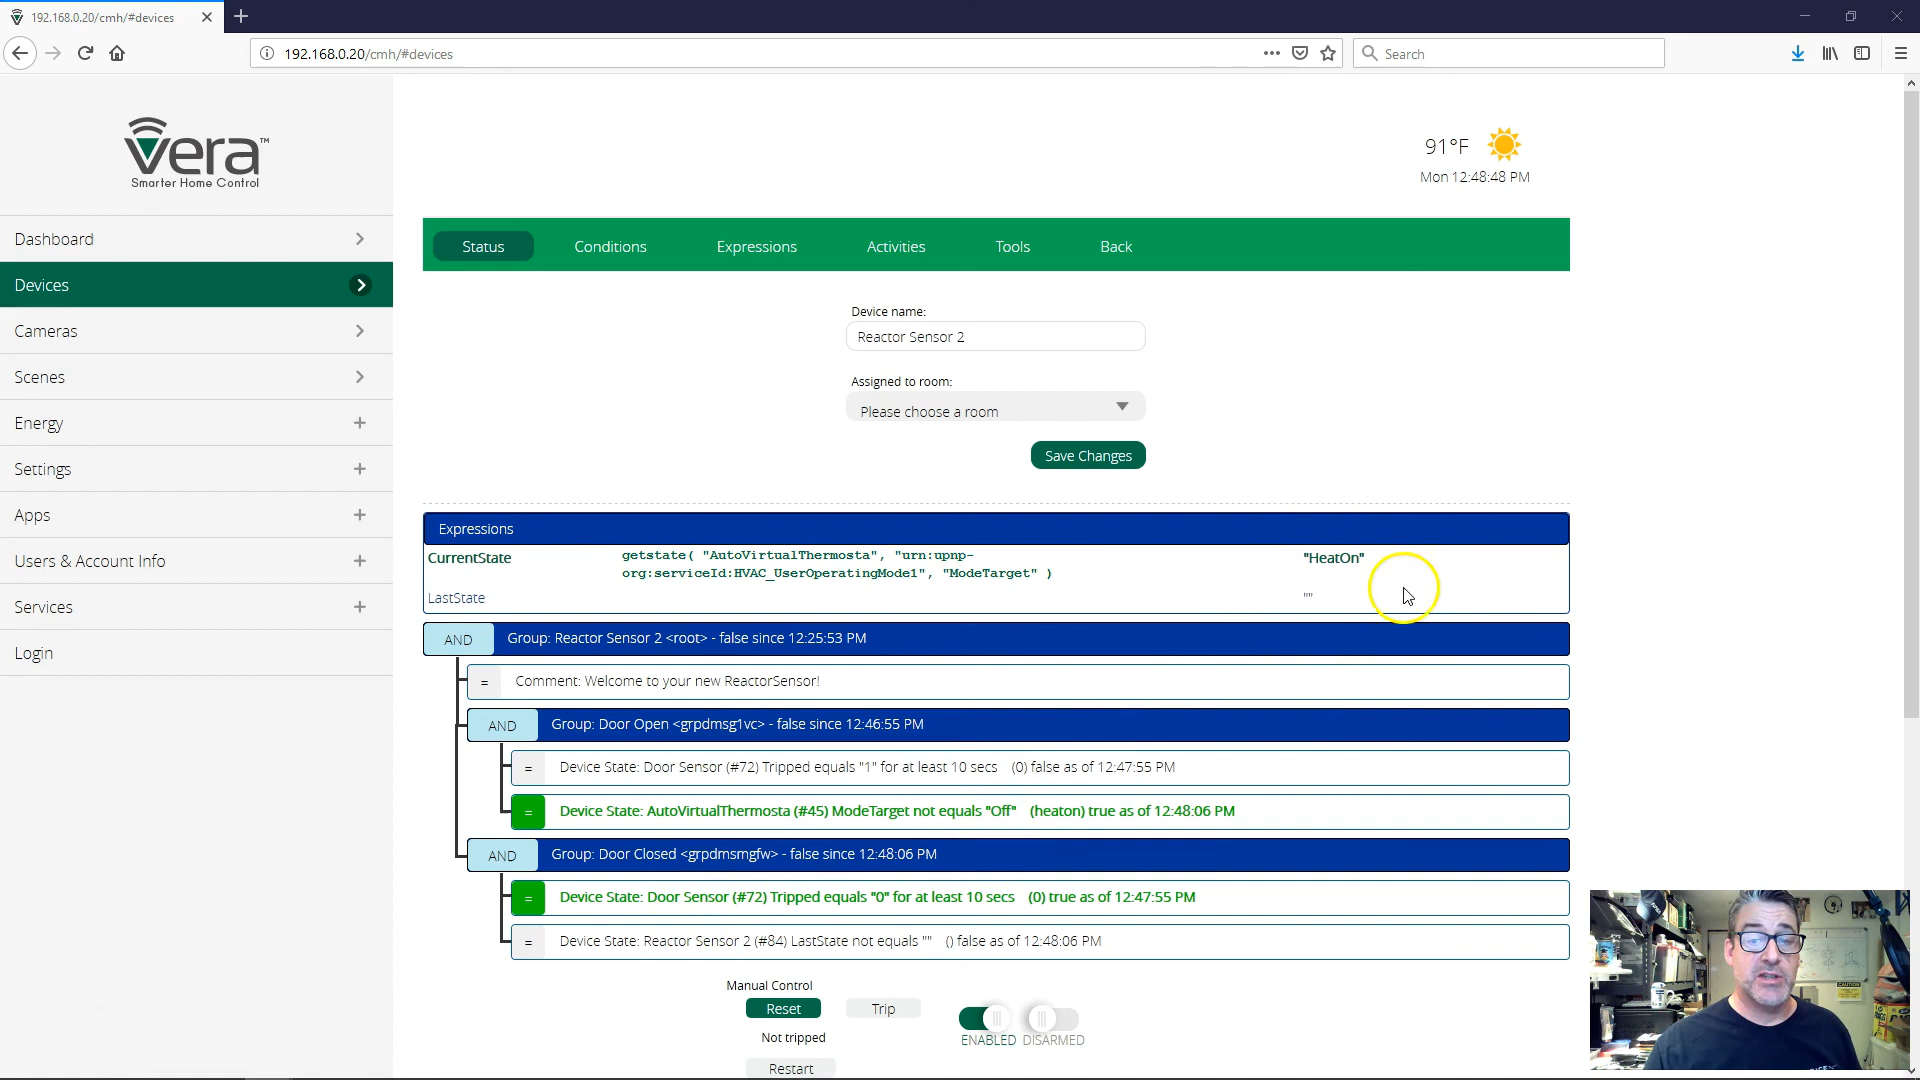 192.168.0.20/cmh/#devices
192.168.0.20/cmh/#devices
Search
Vera™
Smarter Home Control
91°F
Mon 12:48:48 PM
Dashboard
Devices
Cameras
Scenes
Energy
Settings
Apps
Users & Account Info
Services
Login
Status Conditions Expressions Activities Tools Back
Device name:
Reactor Sensor 2
Assigned to room:
Please choose a room
Save Changes
Expressions
CurrentState getstate( "AutoVirtualThermosta", "urn:upnp- "HeatOn"
org:serviceId:HVAC_UserOperatingMode1", "ModeTarget" )
LastState ""
AND Group: Reactor Sensor 2 <root> - false since 12:25:53 PM
= Comment: Welcome to your new ReactorSensor!
AND Group: Door Open <grpdmsg1vc> - false since 12:46:55 PM
= Device State: Door Sensor (#72) Tripped equals "1" for at least 10 secs (0) false as of 12:47:55 PM
= Device State: AutoVirtualThermosta (#45) ModeTarget not equals "Off" (heaton) true as of 12:48:06 PM
AND Group: Door Closed <grpdmsmgfw> - false since 12:48:06 PM
= Device State: Door Sensor (#72) Tripped equals "0" for at least 10 secs (0) true as of 12:47:55 PM
= Device State: Reactor Sensor 2 (#84) LastState not equals "" () false as of 12:48:06 PM
Manual Control
Reset Trip
Not tripped
ENABLED DISARMED
Restart
CAUTION